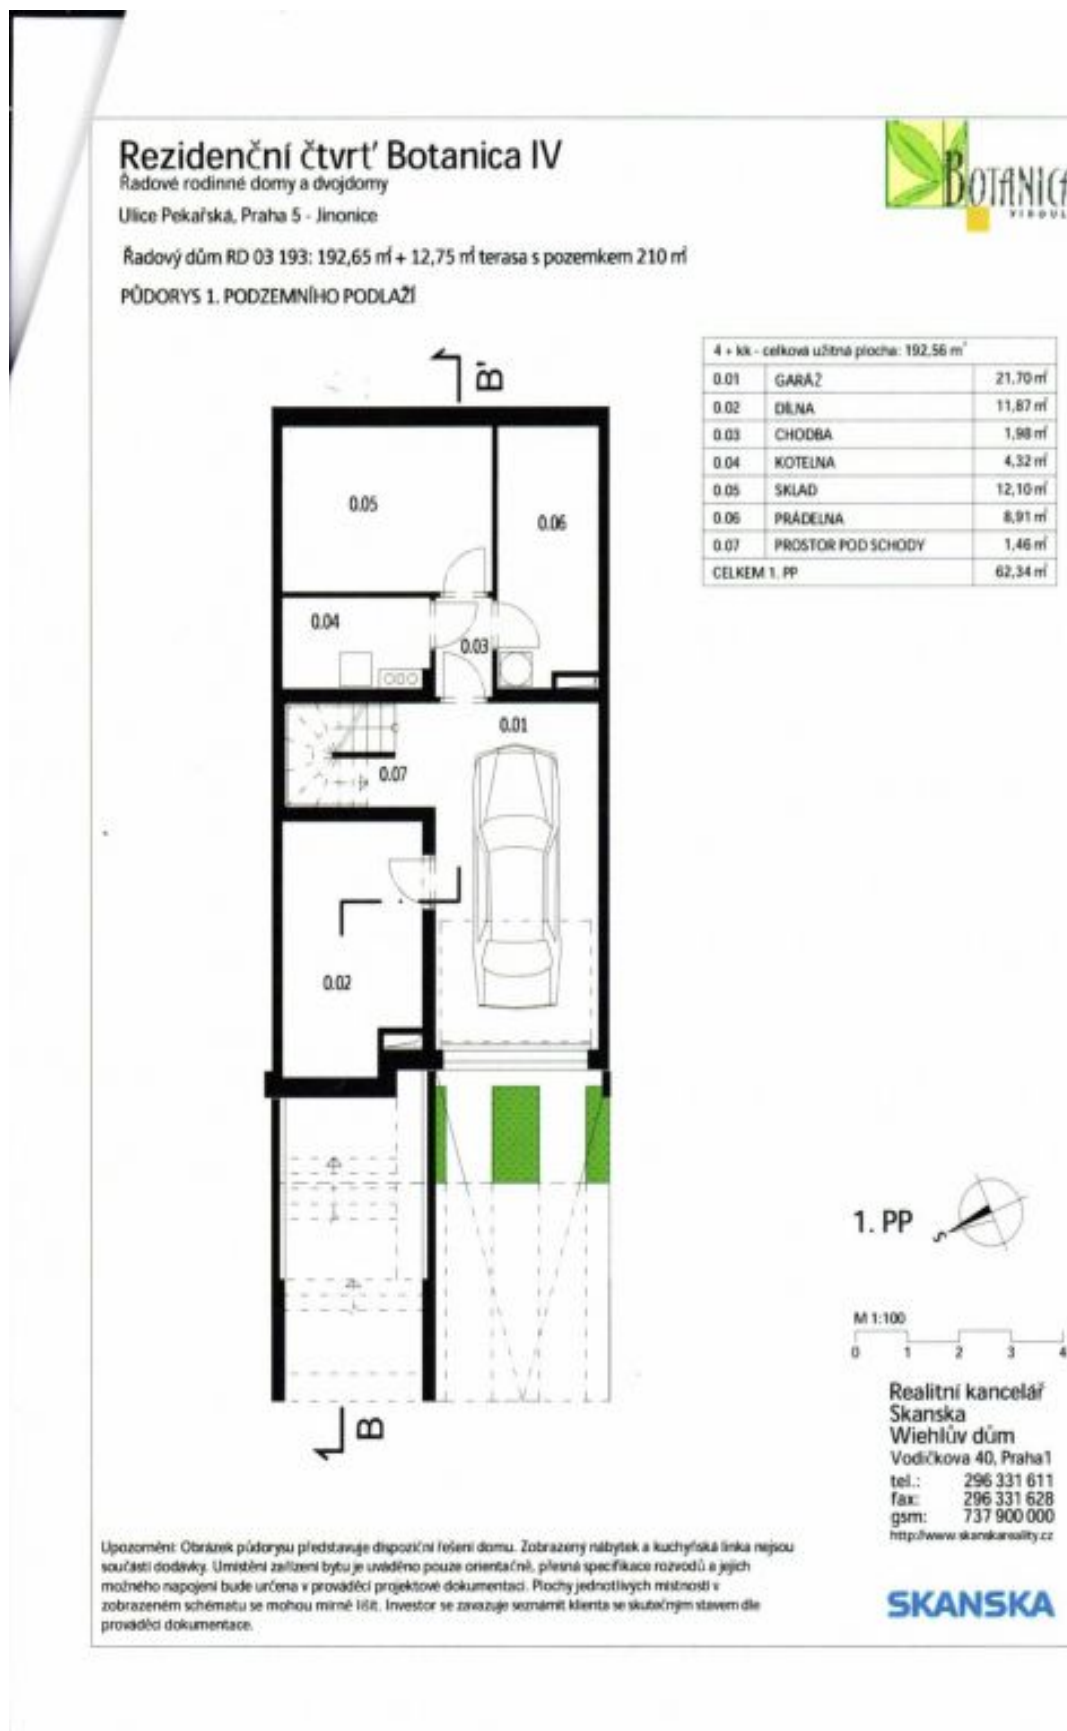 Rezidenční čtvrt' Botanica IV
Řadové rodinné domy a dvojdomy
Ulice Pekařská, Praha 5 - Jinonice
Řadový dům RD 03 193: 192,65 m² + 12,75 m² terasa s pozemkem 210 m²
PŮDORYS 1. PODZEMNÍHO PODLAŽÍ
BOTANICA
VIDOUL
4 + kk - celková užitná plocha: 192,56 m²
0.01 GARÁŽ 21,70 m²
0.02 DÍLNA 11,87 m²
0.03 CHODBA 1,98 m²
0.04 KOTELNA 4,32 m²
0.05 SKLAD 12,10 m²
0.06 PRÁDELNA 8,91 m²
0.07 PROSTOR POD SCHODY 1,46 m²
CELKEM 1. PP 62,34 m²
B'
0.05
0.06
0.04
0.03
0.01
0.07
0.02
B
1. PP
S
M 1:100
0 1 2 3 4
Realitní kancelář
Skanska
Wiehlův dům
Vodičkova 40, Praha1
tel.: 296 331 611
fax: 296 331 628
gsm: 737 900 000
http://www.skanskareality.cz
Upozornění: Obrázek půdorysu představuje dispoziční řešení domu. Zobrazený nábytek a kuchyňská linka nejsou
součástí dodávky. Umístění zařízení bytu je uváděno pouze orientačně, přesná specifikace rozvodů a jejich
možného napojení bude určena v prováděcí projektové dokumentaci. Plochy jednotlivých místností v
zobrazeném schématu se mohou mírně lišit. Investor se zavazuje seznámit klienta se skutečným stavem dle
prováděcí dokumentace.
SKANSKA